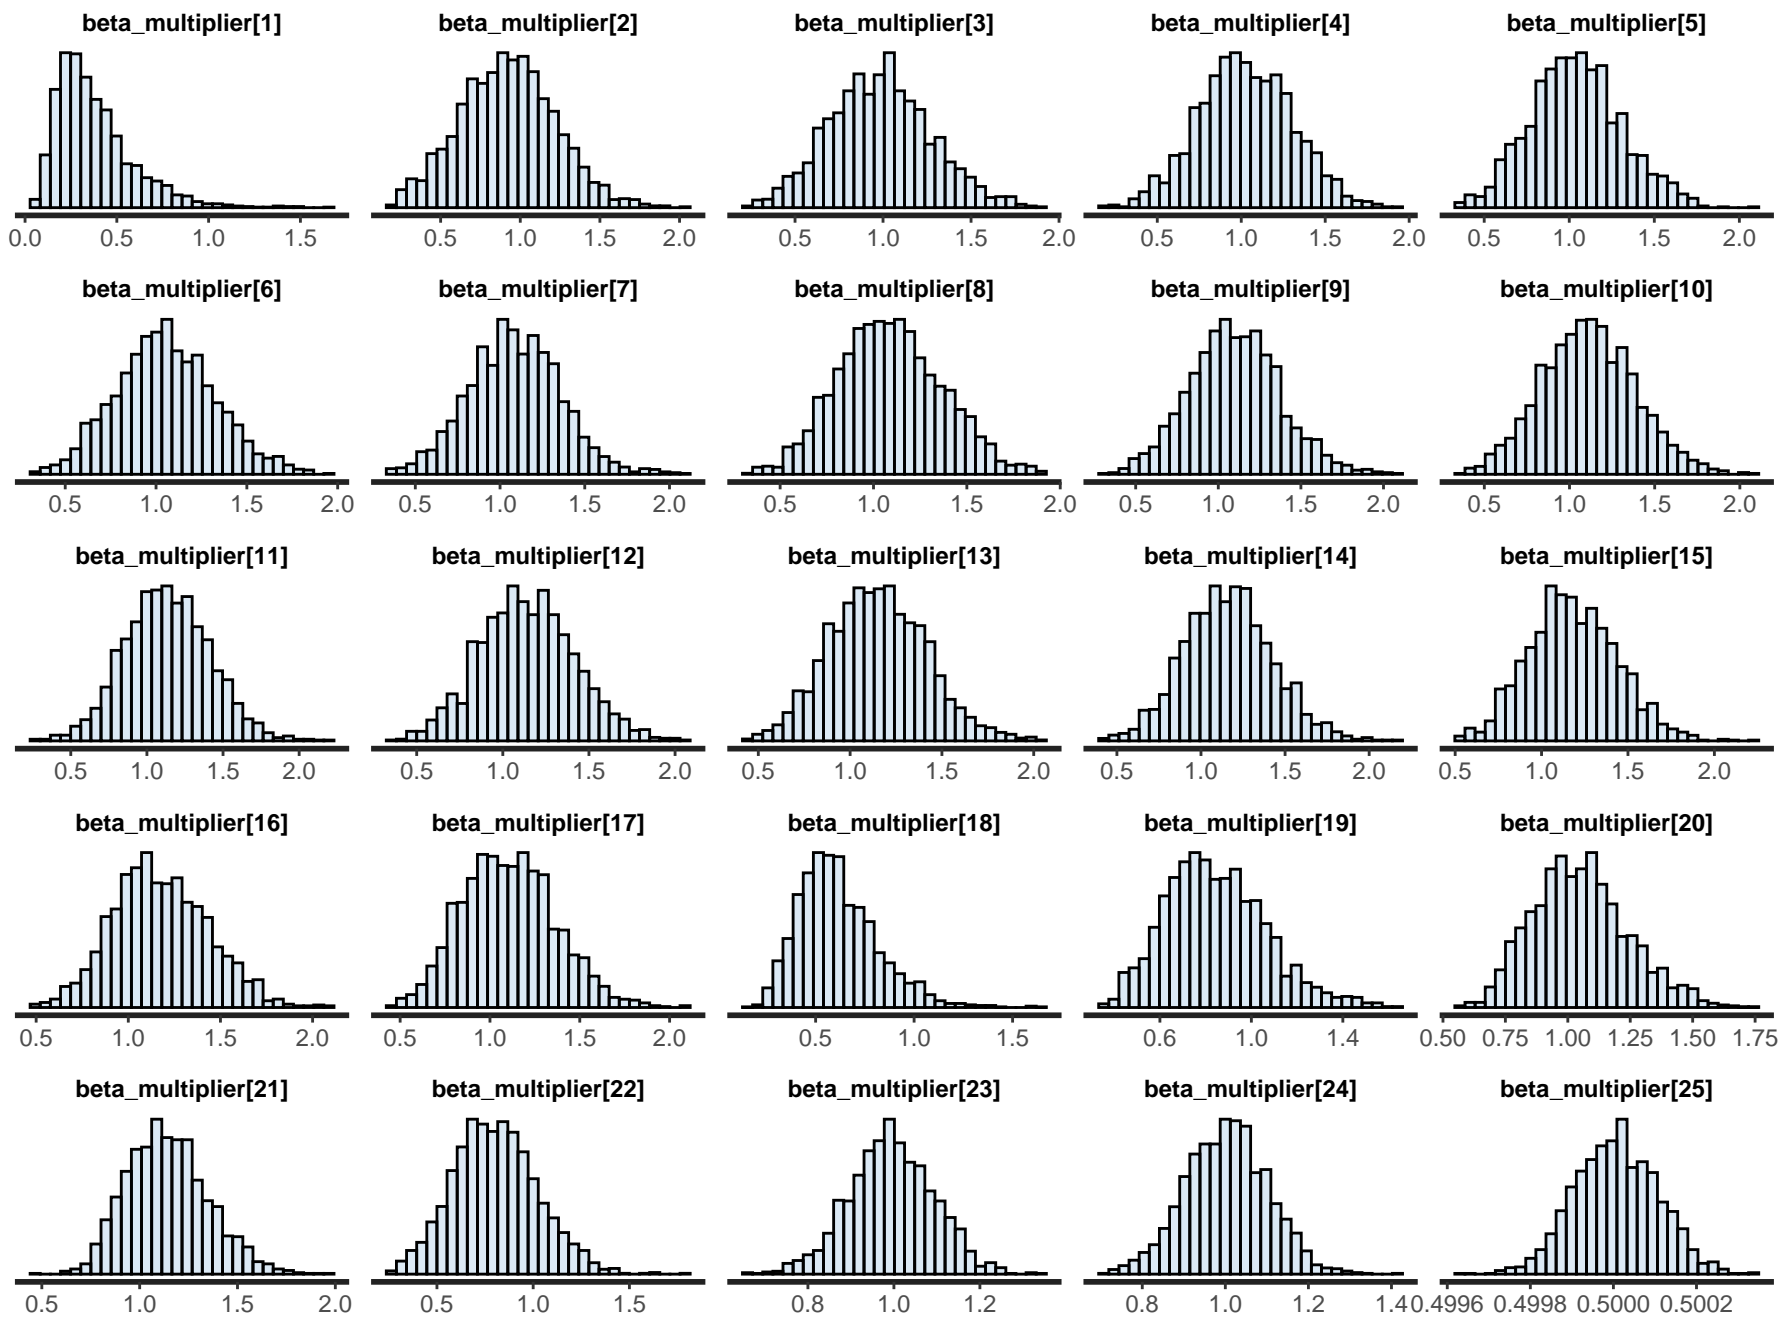 beta_multiplier[1] beta_multiplier[2] beta_multiplier[3] beta_multiplier[4] beta_multiplier[5]
0.0 0.5 1.0 1.5 0.5 1.0 1.5 2.0 0.5 1.0 1.5 2.0 0.5 1.0 1.5 2.0 0.5 1.0 1.5 2.0
beta_multiplier[6] beta_multiplier[7] beta_multiplier[8] beta_multiplier[9] beta_multiplier[10]
0.5 1.0 1.5 2.0 0.5 1.0 1.5 2.0 0.5 1.0 1.5 2.0 0.5 1.0 1.5 2.0 0.5 1.0 1.5 2.0
beta_multiplier[11] beta_multiplier[12] beta_multiplier[13] beta_multiplier[14] beta_multiplier[15]
0.5 1.0 1.5 2.0 0.5 1.0 1.5 2.0 0.5 1.0 1.5 2.0 0.5 1.0 1.5 2.0 0.5 1.0 1.5 2.0
beta_multiplier[16] beta_multiplier[17] beta_multiplier[18] beta_multiplier[19] beta_multiplier[20]
0.5 1.0 1.5 2.0 0.5 1.0 1.5 2.0 0.5 1.0 1.5 0.6 1.0 1.4 0.50 0.75 1.00 1.25 1.50 1.75
beta_multiplier[21] beta_multiplier[22] beta_multiplier[23] beta_multiplier[24] beta_multiplier[25]
0.5 1.0 1.5 2.0 0.5 1.0 1.5 0.8 1.0 1.2 0.8 1.0 1.2 1.4 0.4996 0.4998 0.5000 0.5002